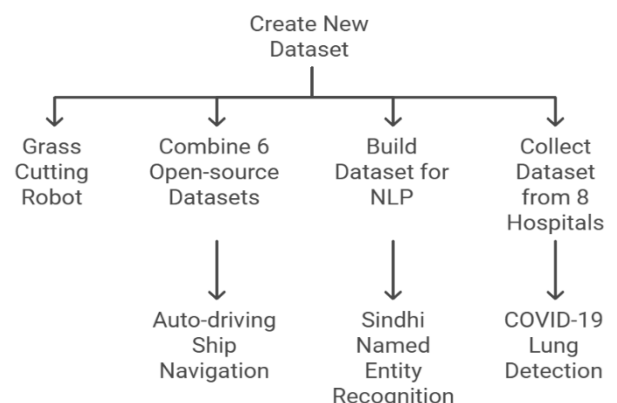 Create New
Dataset
Grass
Cutting
Robot
Combine 6
Open-source
Datasets
Build
Dataset for
NLP
Collect
Dataset
from 8
Hospitals
Auto-driving
Ship
Navigation
Sindhi
Named
Entity
Recognition
COVID-19
Lung
Detection